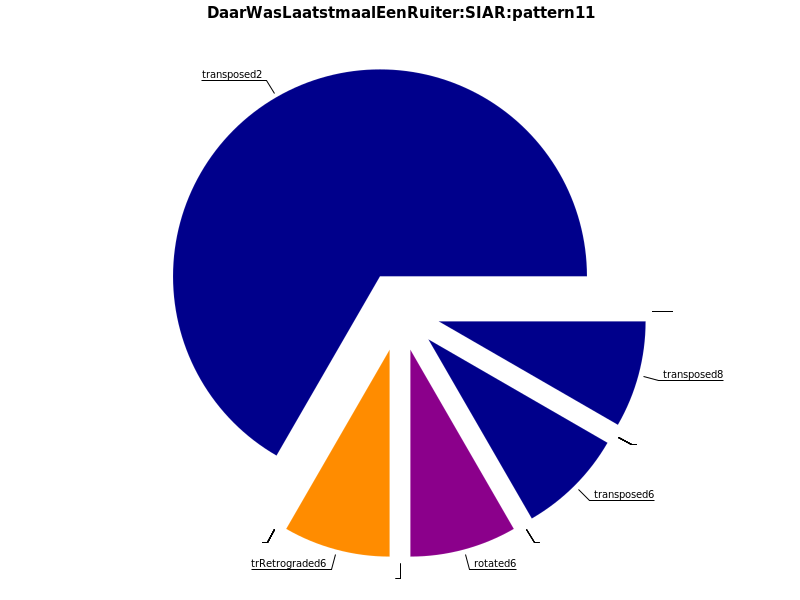 DaarWasLaatstmaalEenRuiter:SIAR:pattern11
transposed2
transposed8
transposed6
trRetrograded6
rotated6